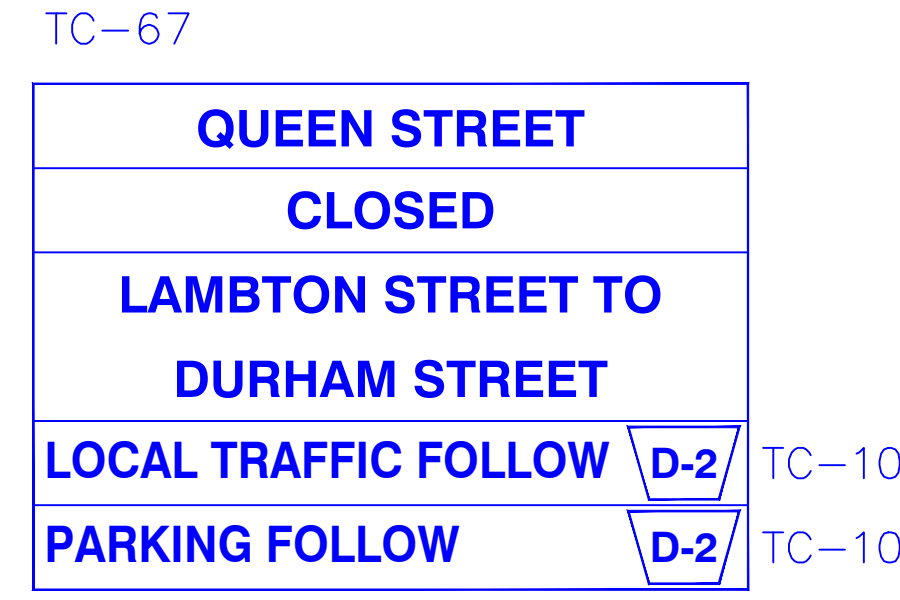 TC-67
QUEEN STREET
CLOSED
LAMBTON STREET TO
DURHAM STREET
LOCAL TRAFFIC FOLLOW D-2 TC-10
PARKING FOLLOW D-2 TC-10